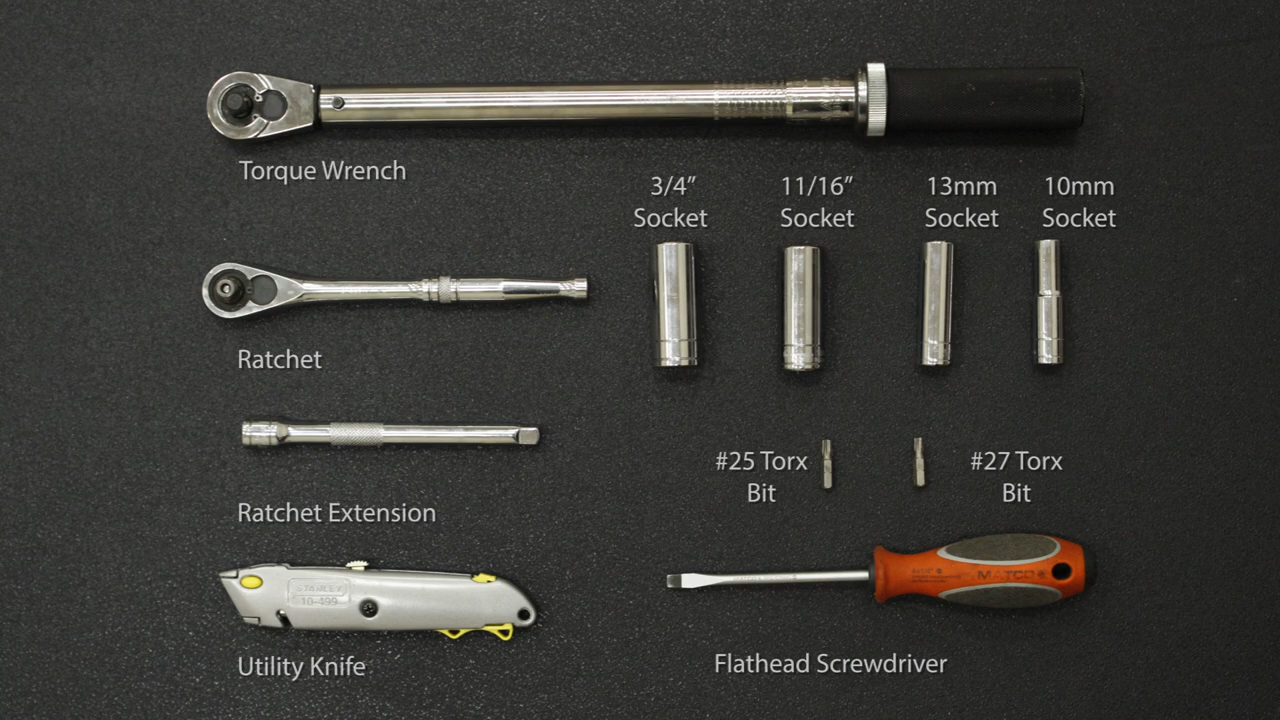 Torque Wrench
3/4”
Socket
11/16”
Socket
13mm
Socket
10mm
Socket
Ratchet
#25 Torx
Bit
#27 Torx
Bit
Ratchet Extension
STANLEY
10-499
MATCO
Utility Knife
Flathead Screwdriver